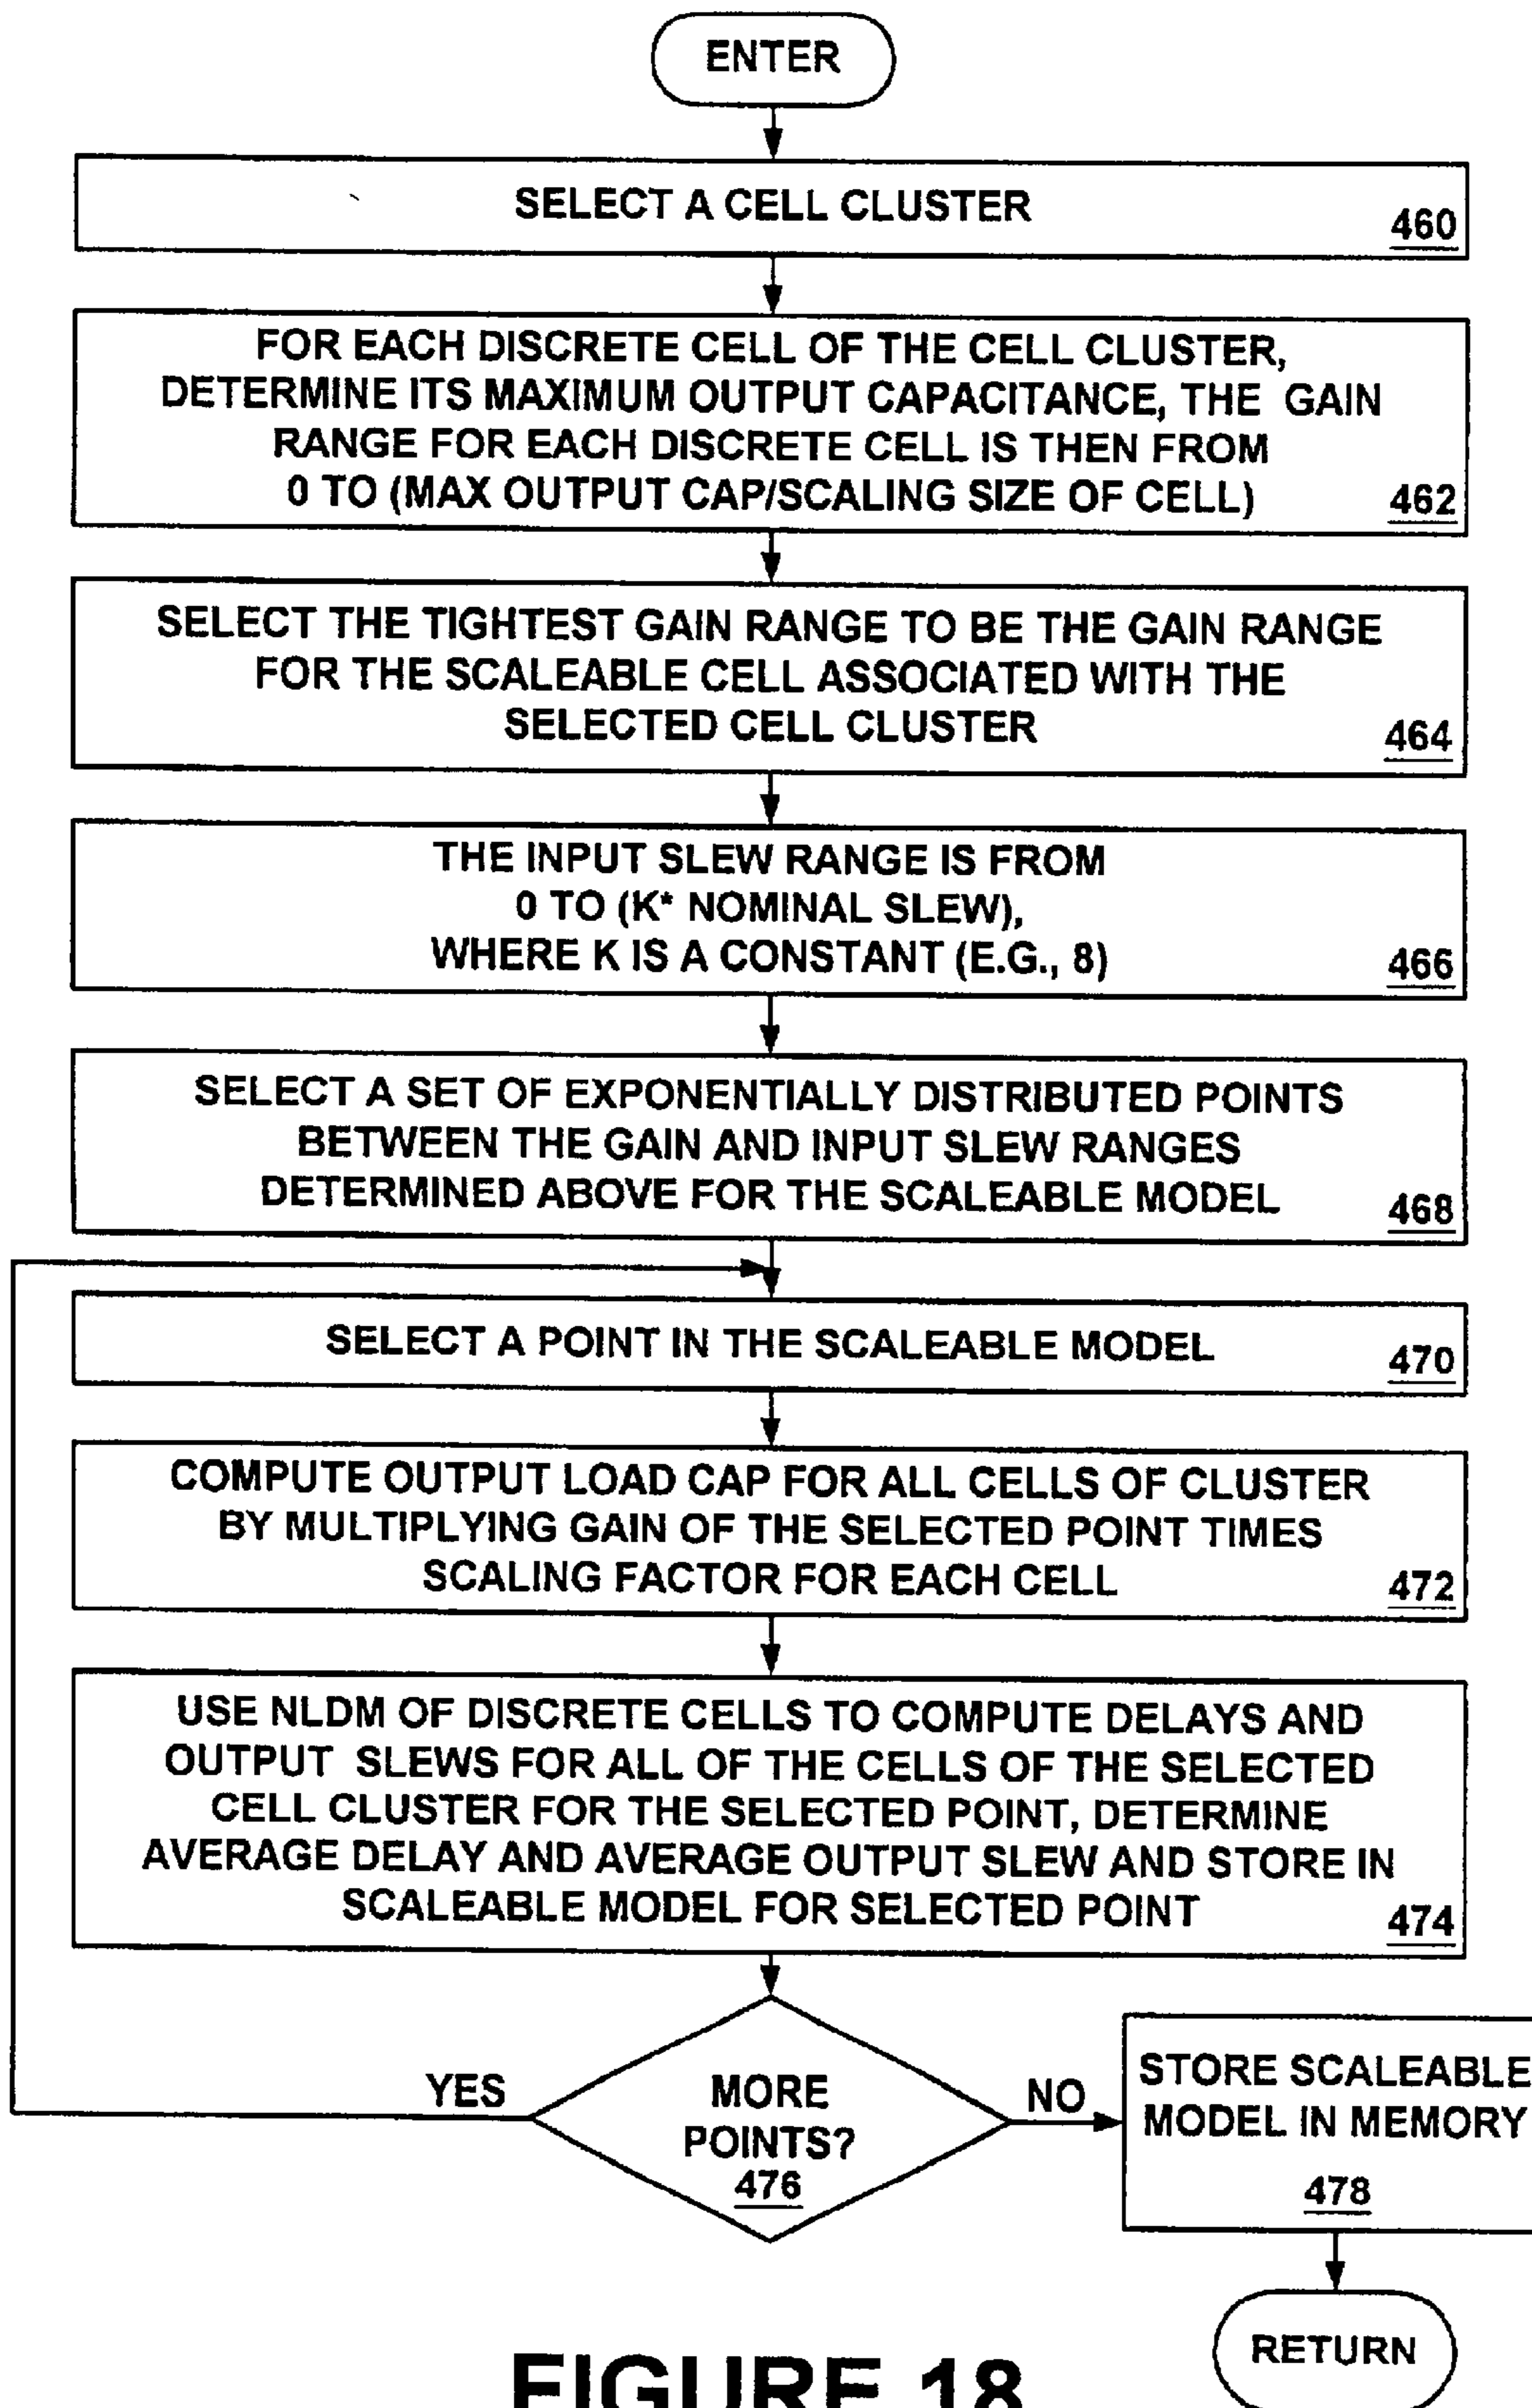 ENTER
SELECT A CELL CLUSTER
460
FOR EACH DISCRETE CELL OF THE CELL CLUSTER,
DETERMINE ITS MAXIMUM OUTPUT CAPACITANCE, THE GAIN
RANGE FOR EACH DISCRETE CELL IS THEN FROM
0 TO (MAX OUTPUT CAP/SCALING SIZE OF CELL)
462
SELECT THE TIGHTEST GAIN RANGE TO BE THE GAIN RANGE
FOR THE SCALEABLE CELL ASSOCIATED WITH THE
SELECTED CELL CLUSTER
464
THE INPUT SLEW RANGE IS FROM
0 TO (K* NOMINAL SLEW),
WHERE K IS A CONSTANT (E.G., 8)
466
SELECT A SET OF EXPONENTIALLY DISTRIBUTED POINTS
BETWEEN THE GAIN AND INPUT SLEW RANGES
DETERMINED ABOVE FOR THE SCALEABLE MODEL
468
SELECT A POINT IN THE SCALEABLE MODEL
470
COMPUTE OUTPUT LOAD CAP FOR ALL CELLS OF CLUSTER
BY MULTIPLYING GAIN OF THE SELECTED POINT TIMES
SCALING FACTOR FOR EACH CELL
472
USE NLDM OF DISCRETE CELLS TO COMPUTE DELAYS AND
OUTPUT SLEWS FOR ALL OF THE CELLS OF THE SELECTED
CELL CLUSTER FOR THE SELECTED POINT, DETERMINE
AVERAGE DELAY AND AVERAGE OUTPUT SLEW AND STORE IN
SCALEABLE MODEL FOR SELECTED POINT
474
YES
MORE
POINTS?
476
NO
STORE SCALEABLE
MODEL IN MEMORY
478
RETURN
FIGURE 18